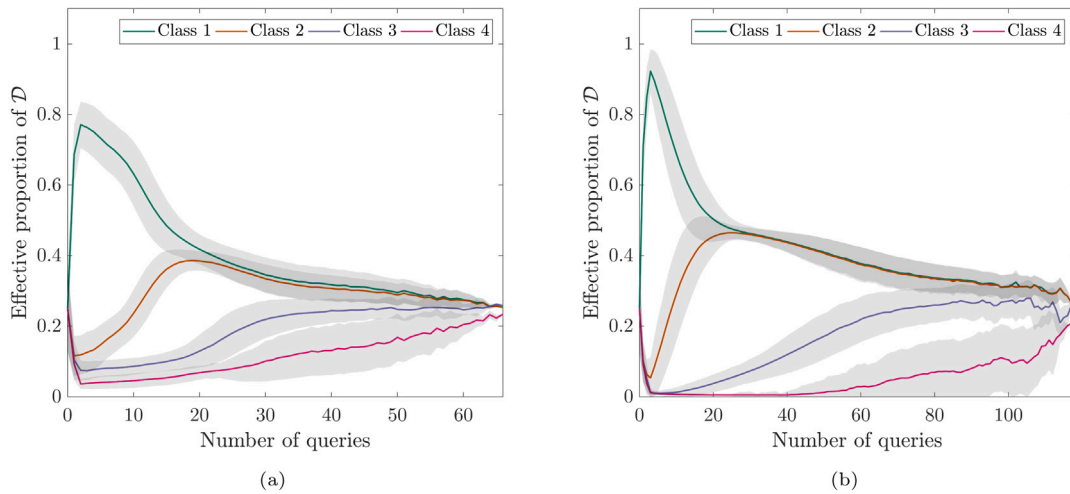 Class 1 Class 2 Class 3 Class 4
1
0.8
0.6
0.4
0.2
0
Effective proportion of 𝒟
0 10 20 30 40 50 60
Number of queries
(a)
Class 1 Class 2 Class 3 Class 4
1
0.8
0.6
0.4
0.2
0
Effective proportion of 𝒟
0 20 40 60 80 100
Number of queries
(b)